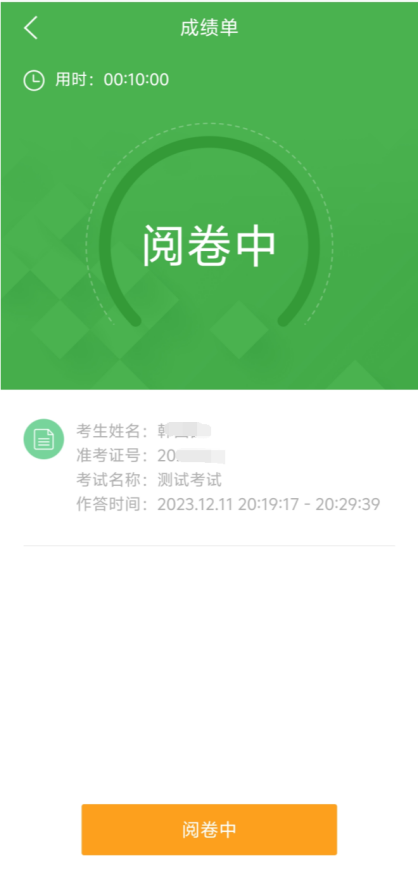 成绩单
用时：00:10:00
阅卷中
考生姓名：韩
准考证号：20
考试名称：测试考试
作答时间：2023.12.11 20:19:17 - 20:29:39
阅卷中